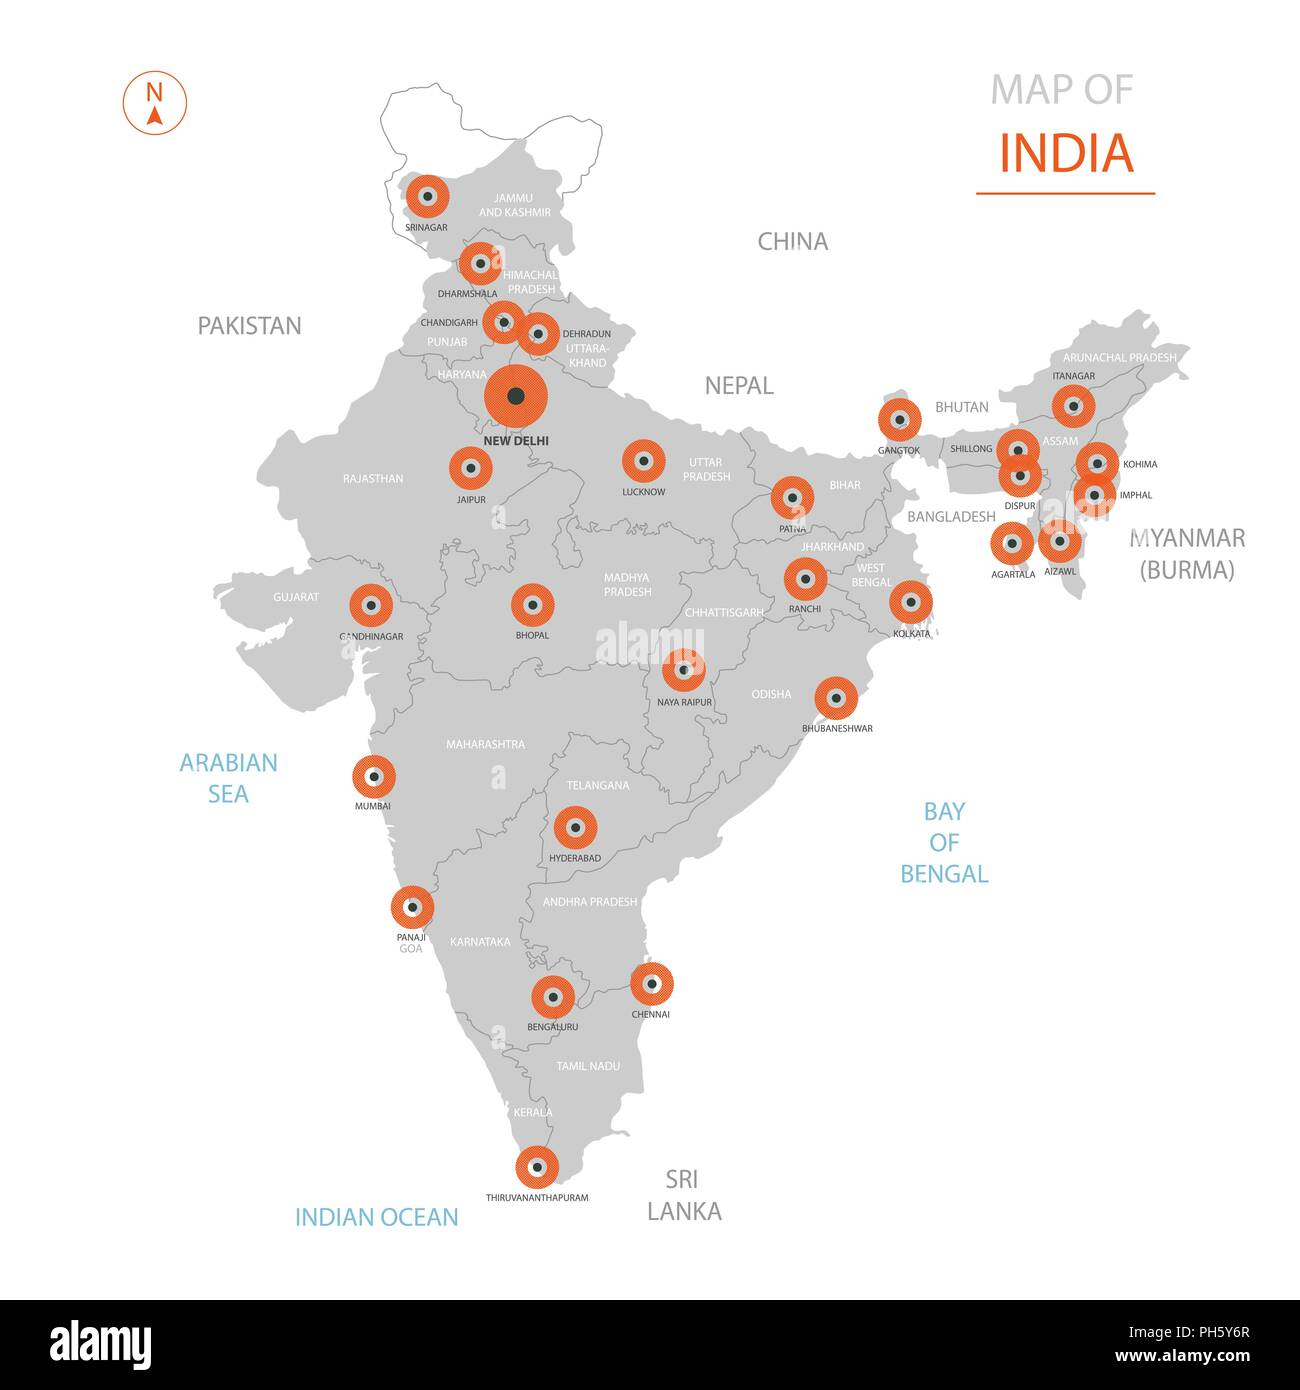 N
MAP OF
INDIA
JAMMU
AND KASHMIR
SRINAGAR
CHINA
HIMACHAL
PRADESH
DHARMSHALA
PAKISTAN
CHANDIGARH
DEHRADUN
PUNJAB
UTTARA-
KHAND
ARUNACHAL PRADESH
HARYANA
ITANAGAR
NEPAL
BHUTAN
NEW DELHI
GANGTOK
SHILLONG
ASSAM
KOHIMA
RAJASTHAN
JAIPUR
LUCKNOW
UTTAR
PRADESH
BIHAR
IMPHAL
DISPUR
PATNA
BANGLADESH
MYANMAR
(BURMA)
JHARKHAND
WEST
BENGAL
AGARTALA
AIZAWL
MADHYA
PRADESH
GUJARAT
CHHATTISGARH
RANCHI
GANDHINAGAR
BHOPAL
KOLKATA
alamy
a
a
NAYA RAIPUR
ODISHA
BHUBANESHWAR
MAHARASHTRA
ARABIAN
SEA
a
TELANGANA
MUMBAI
BAY
OF
BENGAL
HYDERABAD
ANDHRA PRADESH
PANAJI
GOA
KARNATAKA
CHENNAI
BENGALURU
a
TAMIL NADU
KERALA
THIRUVANANTHAPURAM
SRI
LANKA
INDIAN OCEAN
alamy
Image ID: PH5Y6R
www.alamy.com